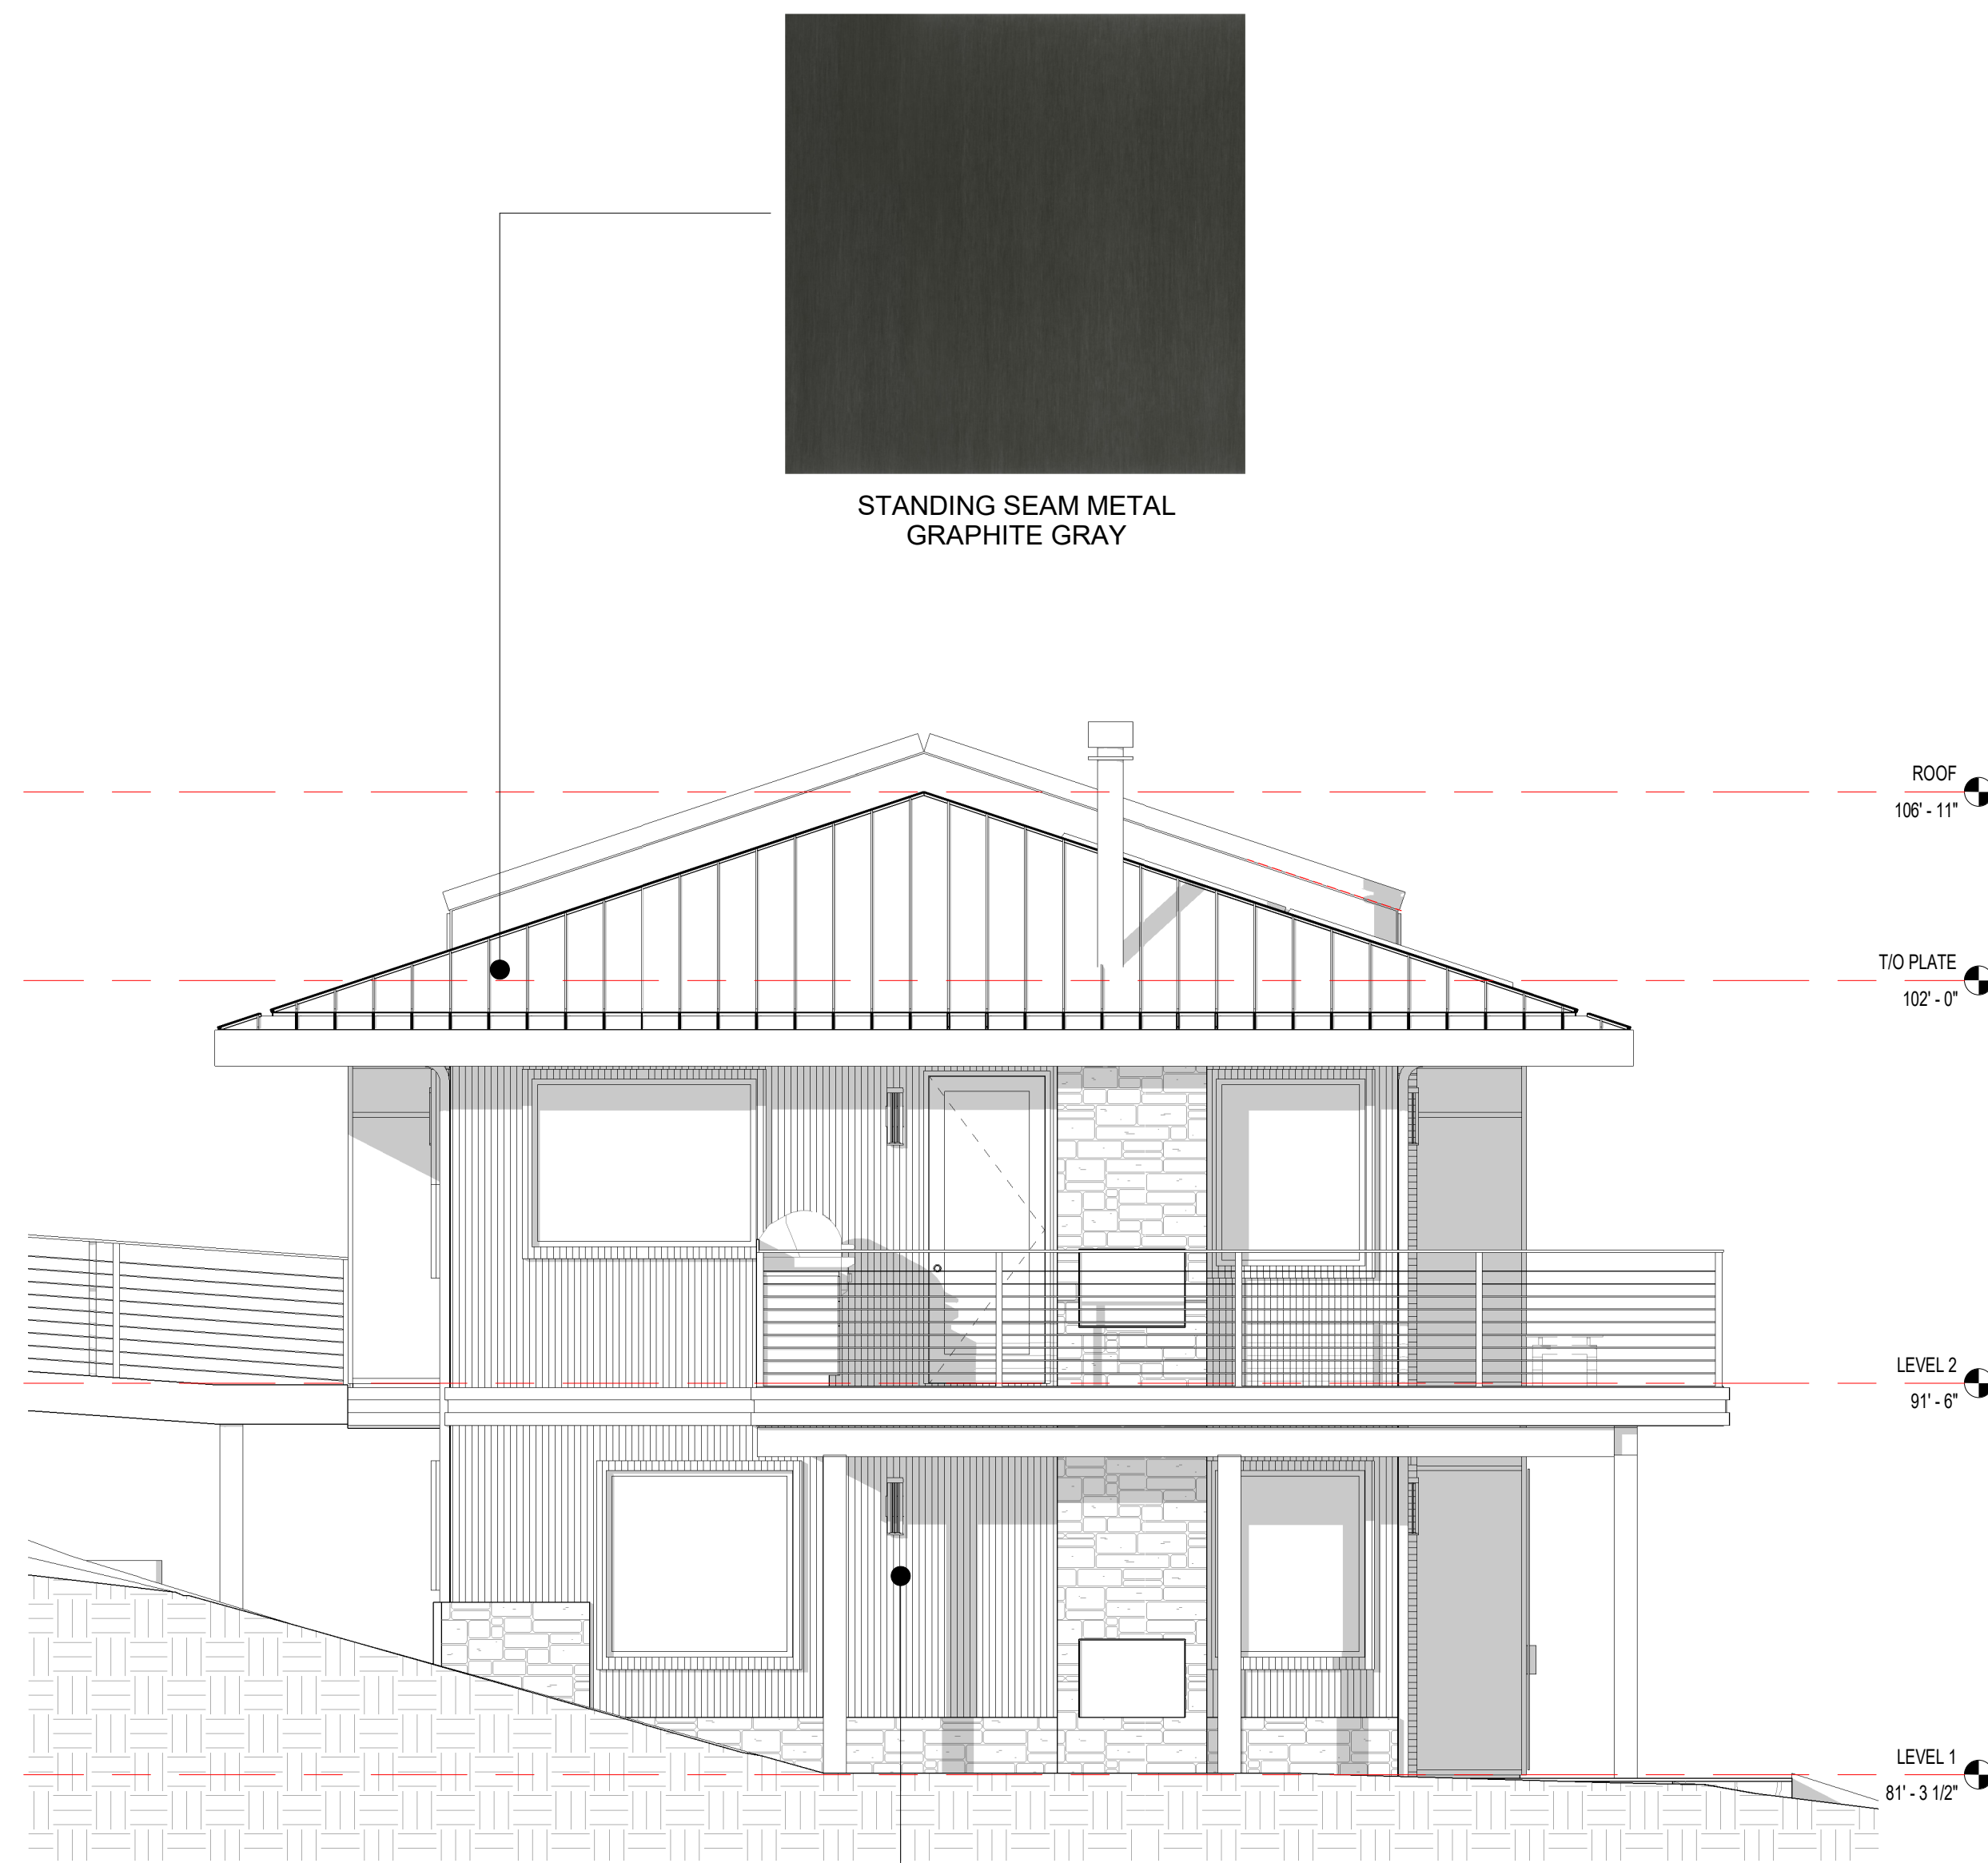 STANDING SEAM METAL
GRAPHITE GRAY
ROOF
106' - 11"
T/O PLATE
102' - 0"
LEVEL 2
91' - 6"
LEVEL 1
81' - 3 1/2"